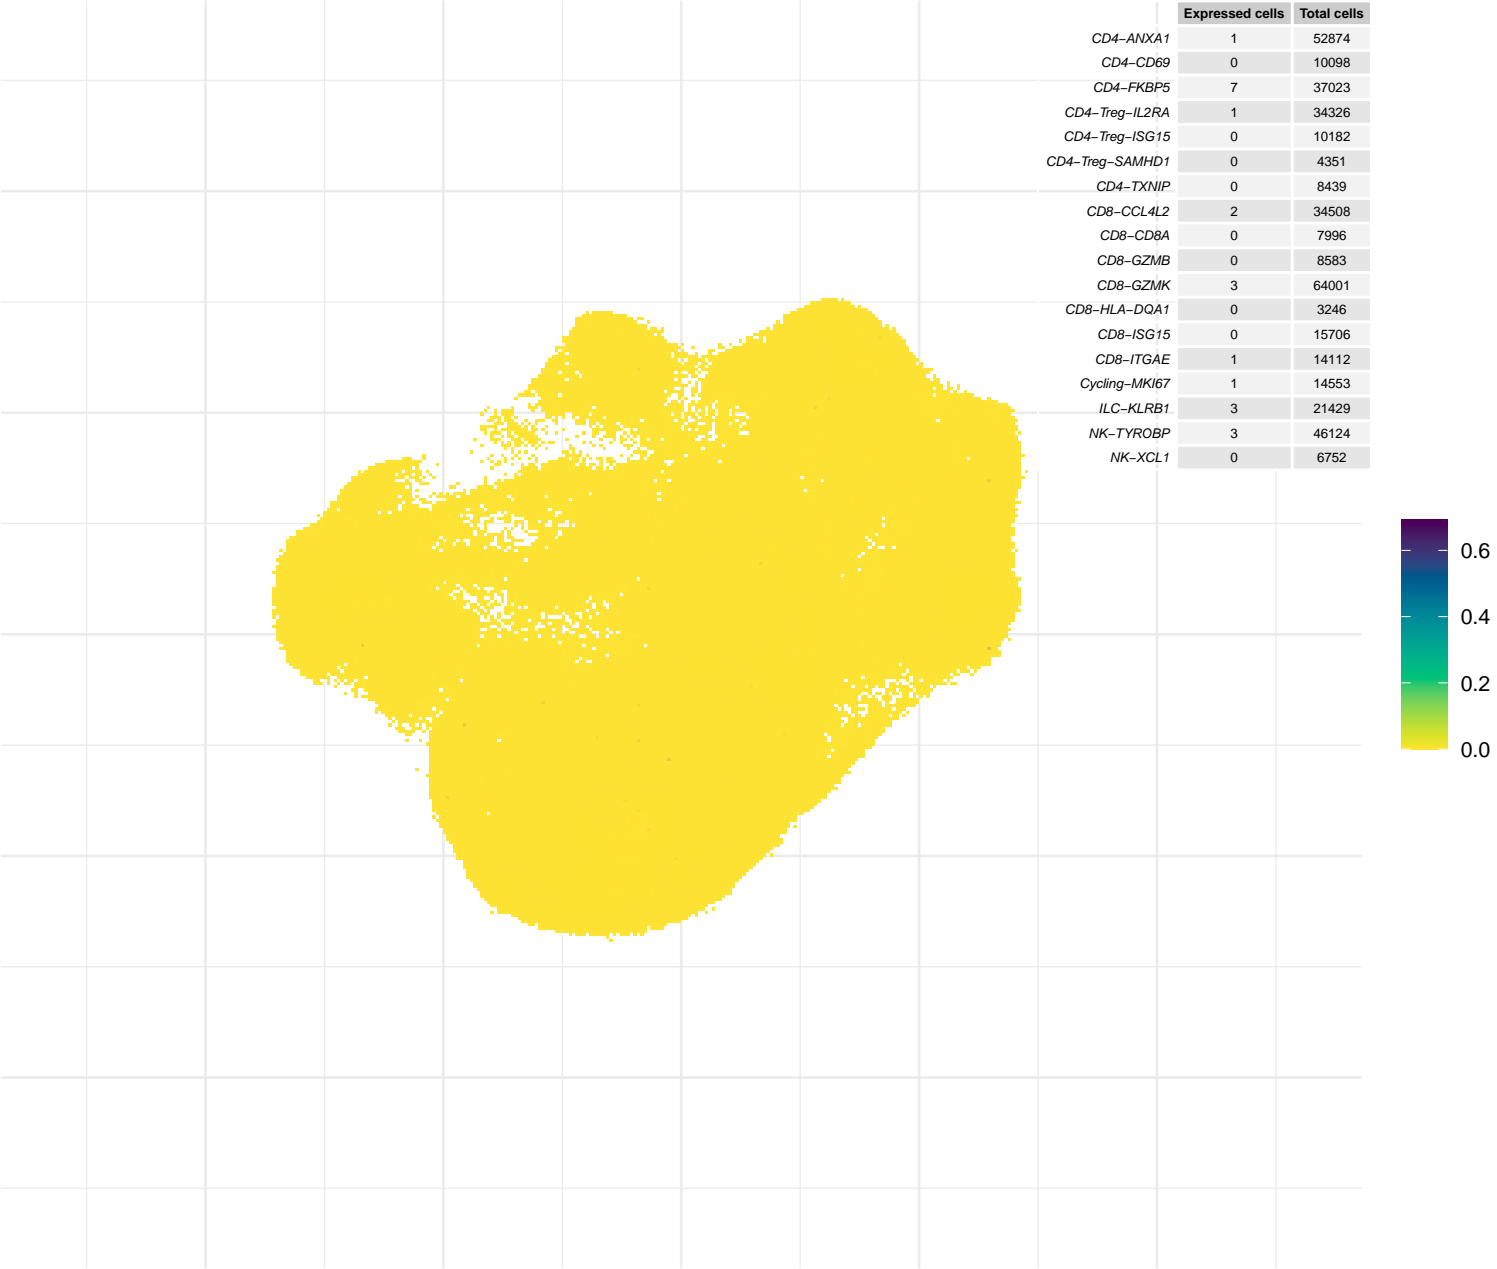 Expressed cells Total cells
CD4−ANXA1 1 52874
CD4−CD69 0 10098
CD4−FKBP5 7 37023
CD4−Treg−IL2RA 1 34326
CD4−Treg−ISG15 0 10182
CD4−Treg−SAMHD1 0 4351
CD4−TXNIP 0 8439
CD8−CCL4L2 2 34508
CD8−CD8A 0 7996
CD8−GZMB 0 8583
CD8−GZMK 3 64001
CD8−HLA−DQA1 0 3246
CD8−ISG15 0 15706
CD8−ITGAE 1 14112
Cycling−MKI67 1 14553
ILC−KLRB1 3 21429
NK−TYROBP 3 46124
NK−XCL1 0 6752
0.6
0.4
0.2
0.0